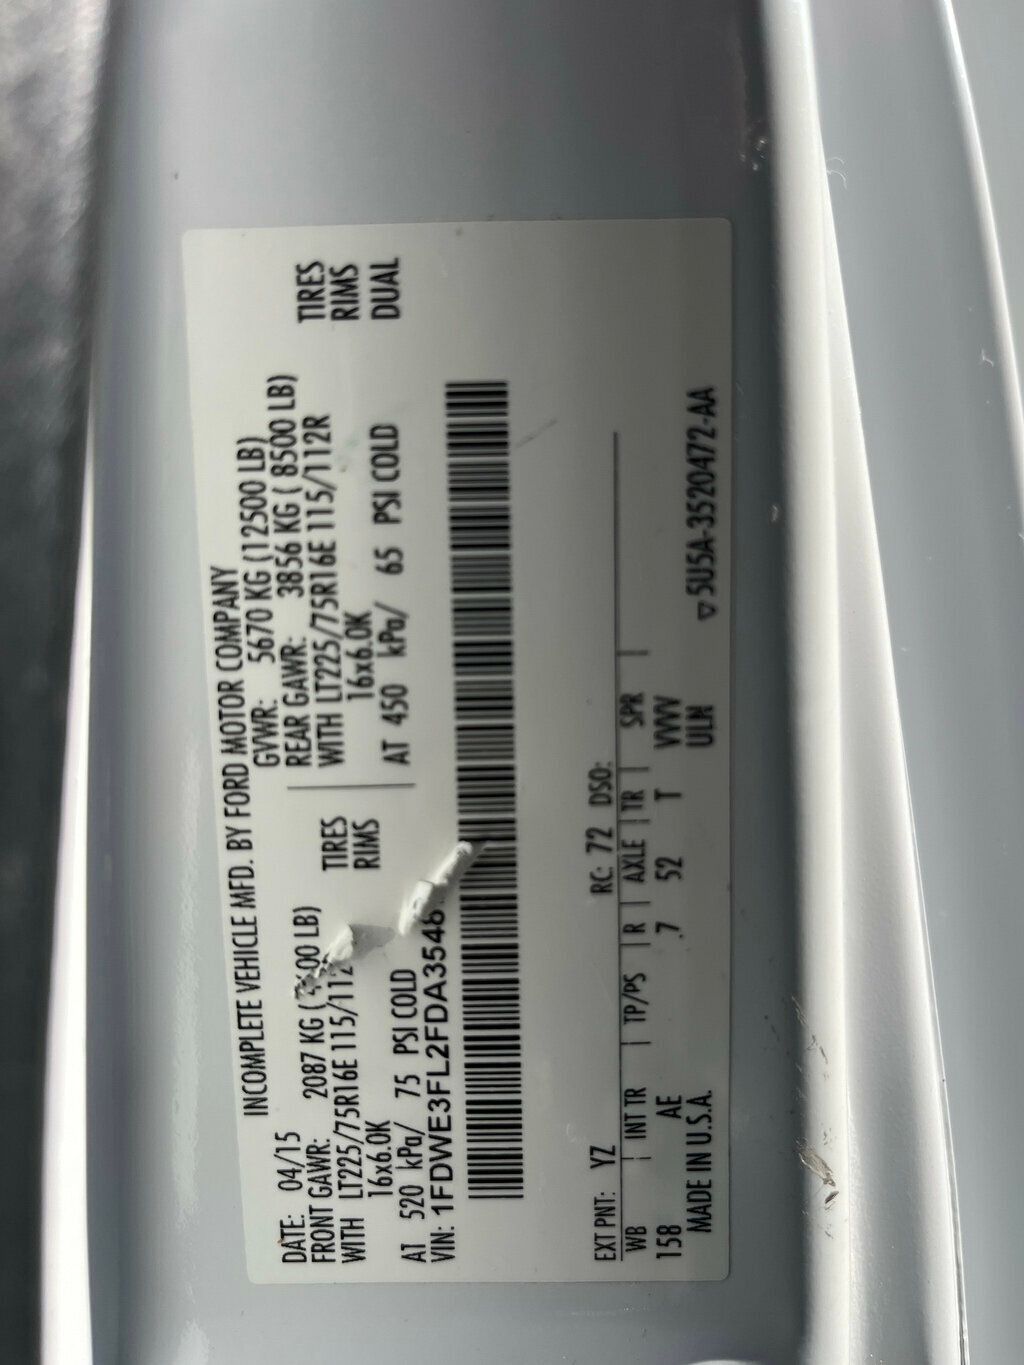 INCOMPLETE VEHICLE MFD. BY FORD MOTOR COMPANY
DATE: 04/15 GVWR: 5670 KG (12500 LB)
FRONT GAWR: 2087 KG ( LB) REAR GAWR: 3856 KG ( 8500 LB)
WITH LT225/75R16E TIRES WITH LT225/75R16E 115/112R TIRES
16x6.0K RIMS 16x6.0K RIMS
AT 520 kPa/ 75 PSI COLD AT 450 kPa/ 65 PSI COLD DUAL
VIN:
EXT PNT: YZ RC: 72 DSO:
WB INT TR TP/PS R AXLE TR SPR
158 AE .7 52 T VVVV
MADE IN U.S.A. ULN
▽5U5A-3520472-AA